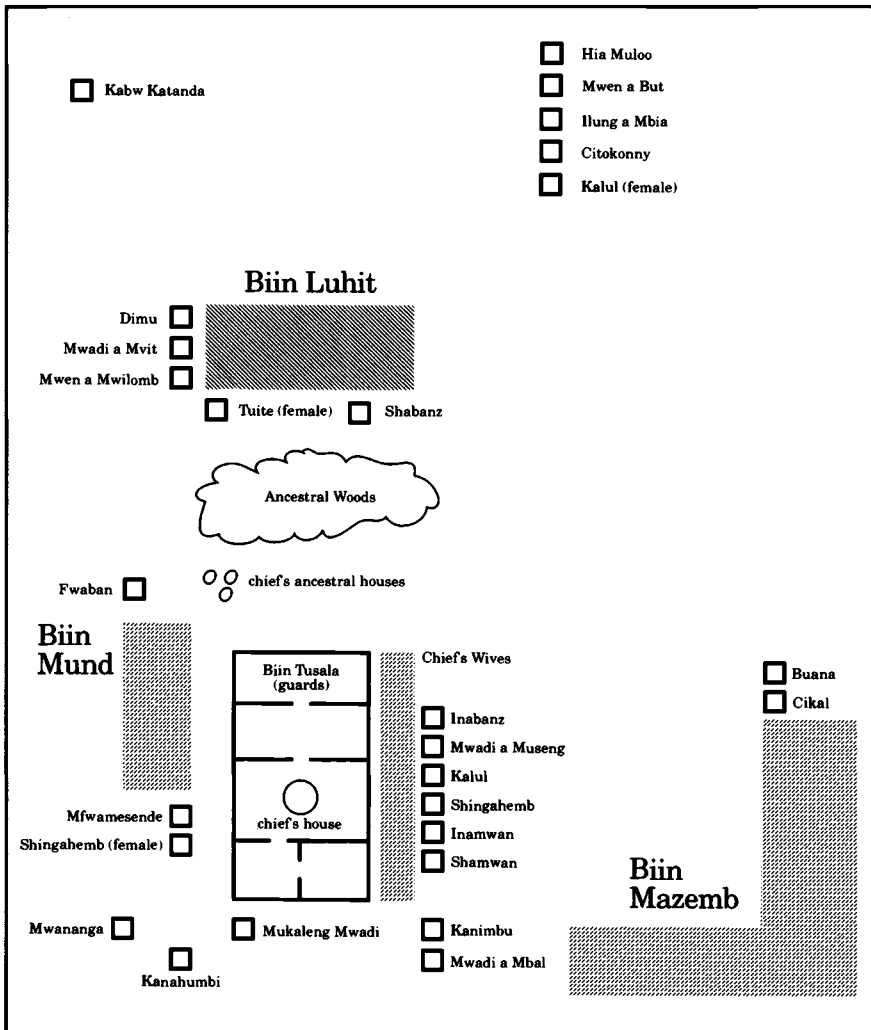 Kabw Katanda
Hia Muloo
Mwen a But
Ilung a Mbia
Citokonny
Kalul (female)
Biin Luhit
Dimu
Mwadi a Mvit
Mwen a Mwilomb
Tuite (female)
Shabanz
Ancestral Woods
chief's ancestral houses
Fwaban
Biin
Mund
Biin Tusala
(guards)
chief's house
Chief's Wives
Inabanz
Mwadi a Museng
Kalul
Shingahemb
Inamwan
Shamwan
Buana
Cikal
Mfwamesende
Shingahemb (female)
Biin
Mazemb
Mwananga
Kanahumbi
Mukaleng Mwadi
Kanimbu
Mwadi a Mbal